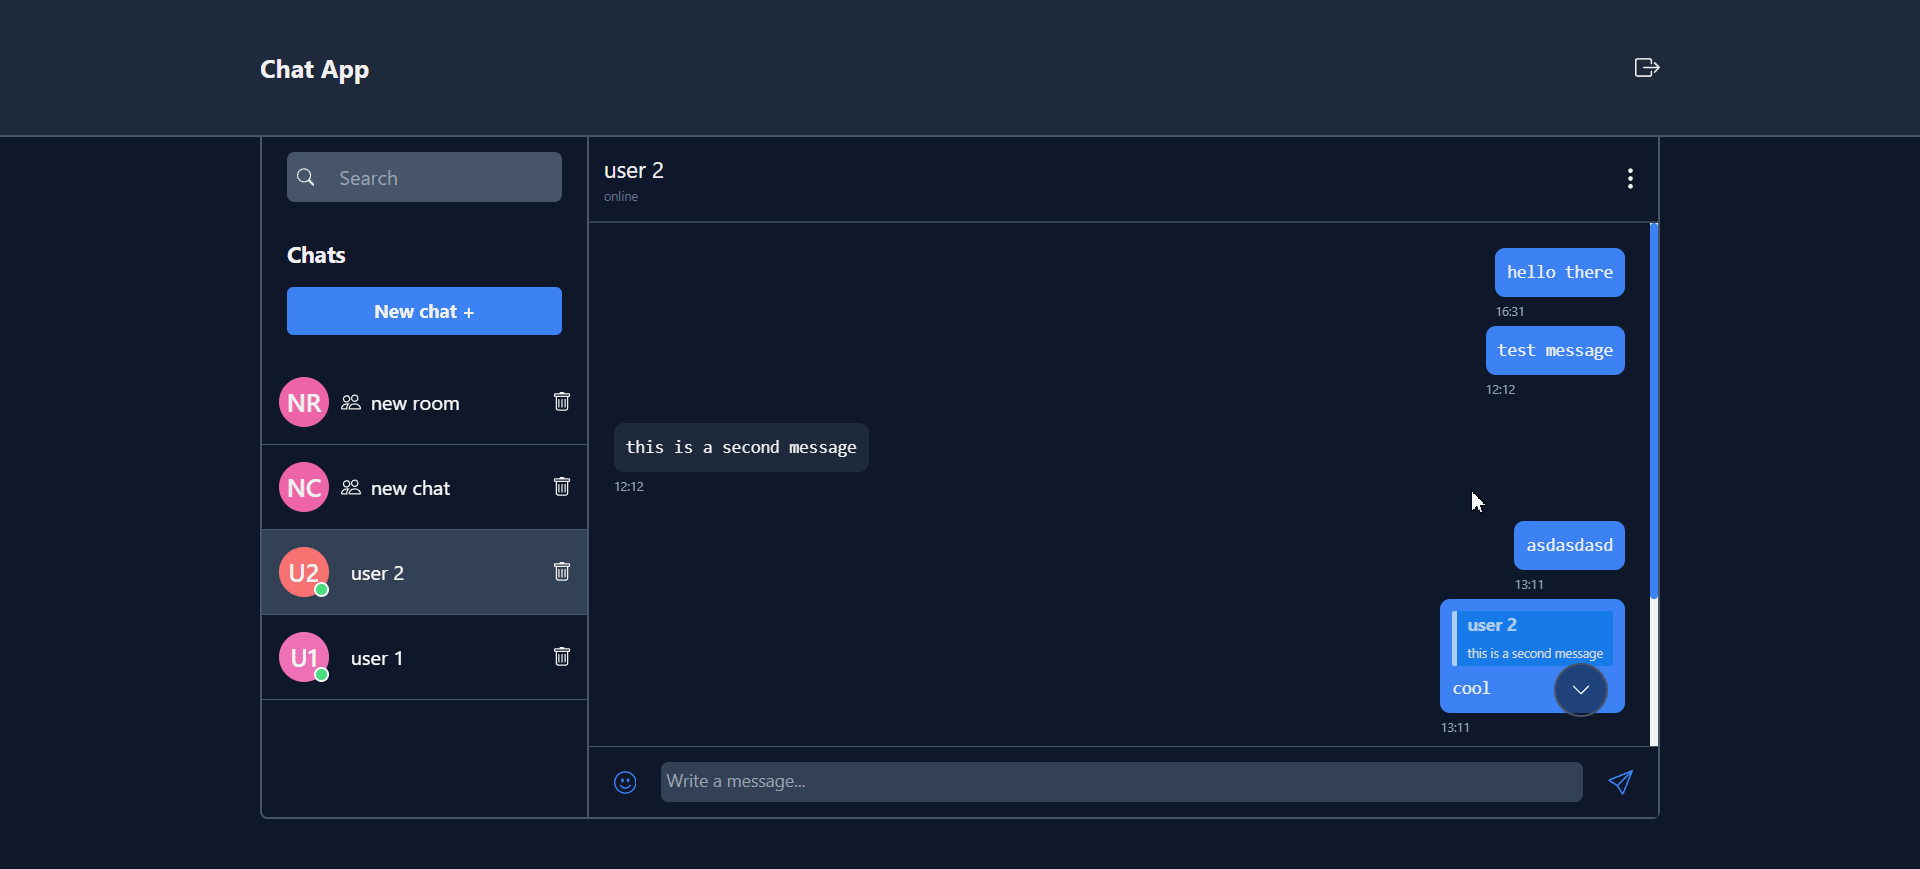 Chat App
Search
Chats
New chat +
NR new room
NC new chat
U2 user 2
U1 user 1
user 2
online
hello there
16:31
test message
12:12
this is a second message
12:12
asdasdasd
13:11
user 2
this is a second message
cool
13:11
Write a message...